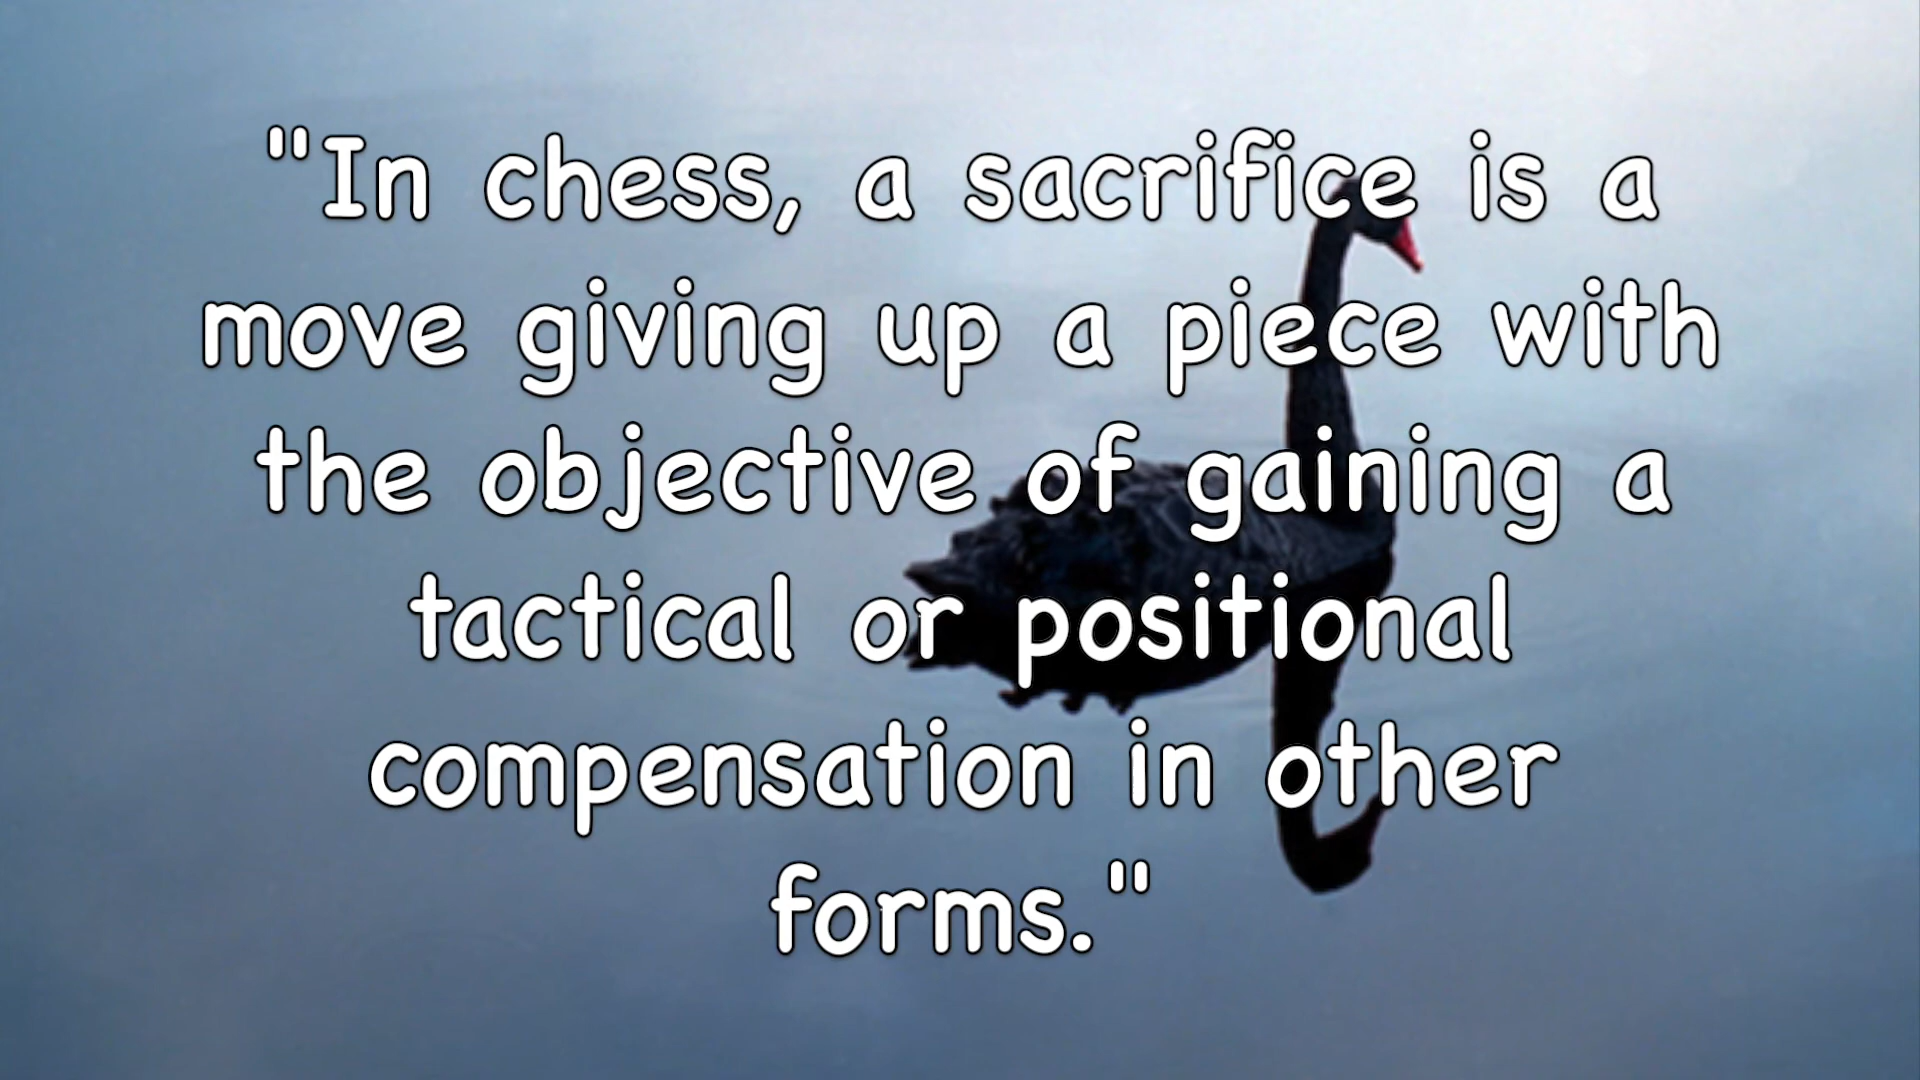 "In chess, a sacrifice is a
move giving up a piece with
the objective of gaining a
tactical or positional
compensation in other
forms."